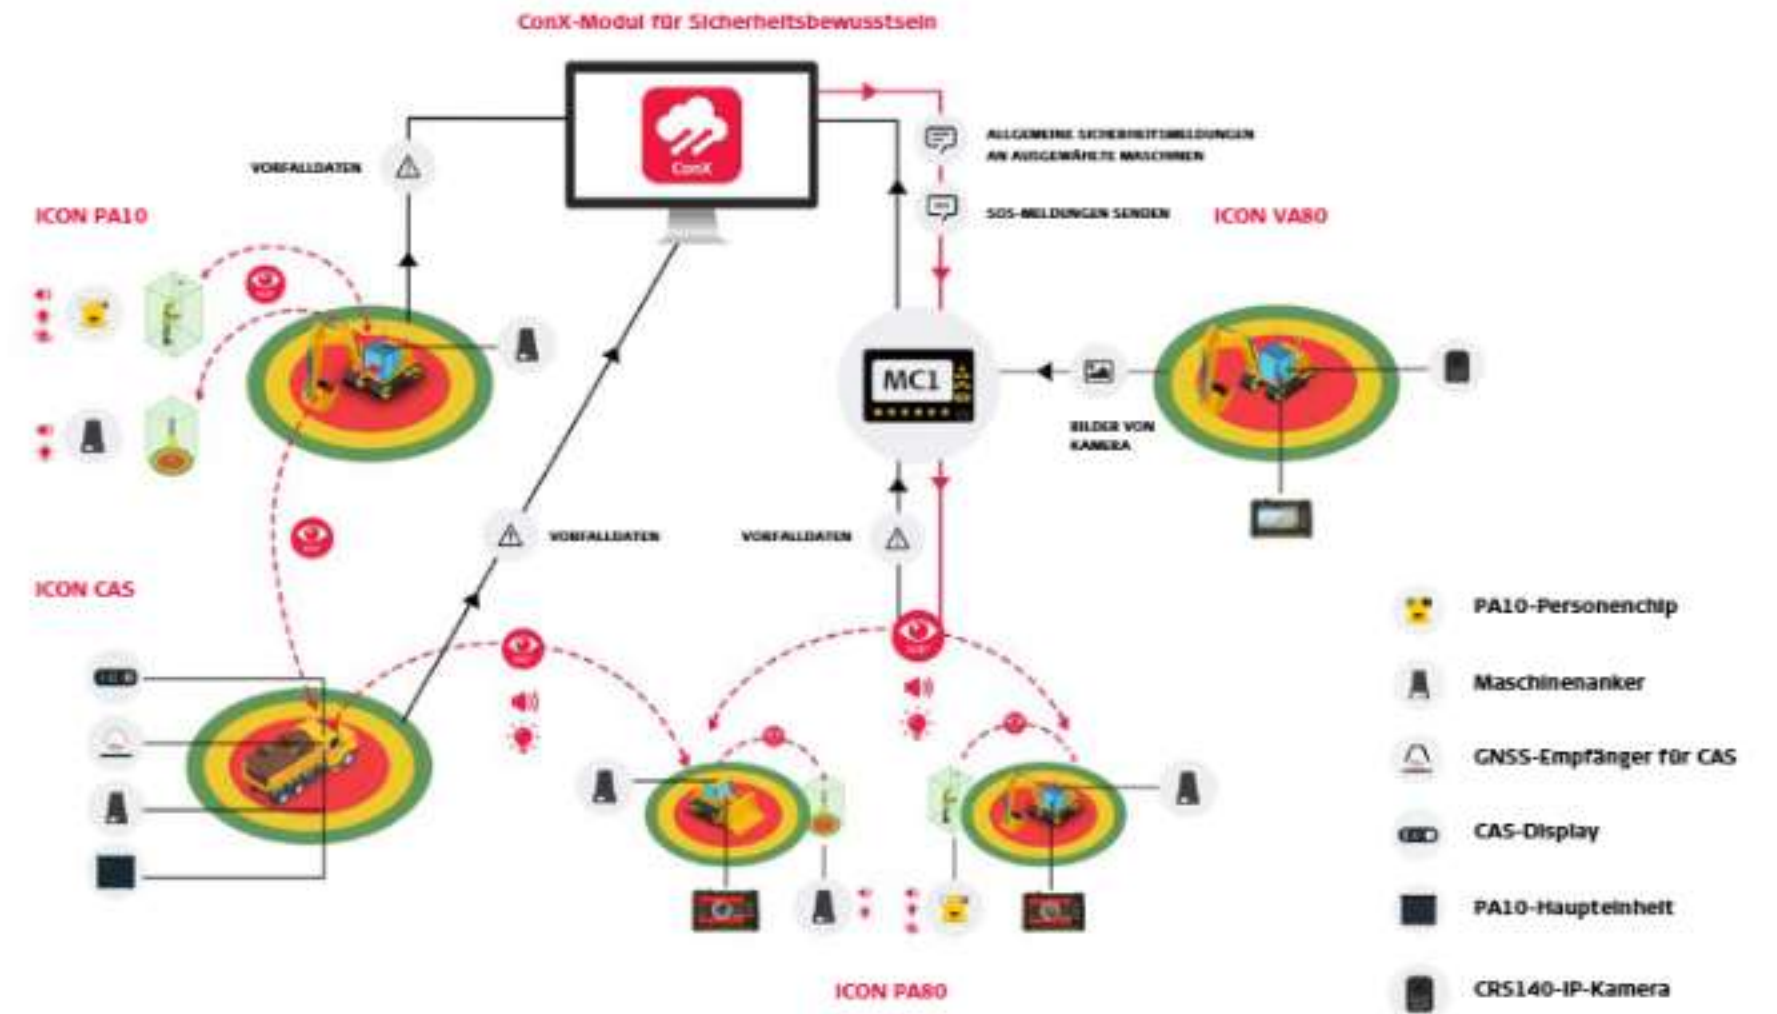 ConX-Modul für Sicherheitsbewusstsein
ConX
ALLGEMEINE SICHERHEITSMELDUNGEN
AN AUSGEWÄHLTE MASCHINEN
VORFALLDATEN
SOS-MELDUNGEN SENDEN
ICON PA10
ICON VA80
MC1
BILDER VON
KAMERA
VORFALLDATEN
VORFALLDATEN
ICON CAS
PA10-Personenchip
Maschinenanker
GNSS-Empfänger für CAS
CAS-Display
PA10-Haupteinheit
CRS140-IP-Kamera
ICON PA80